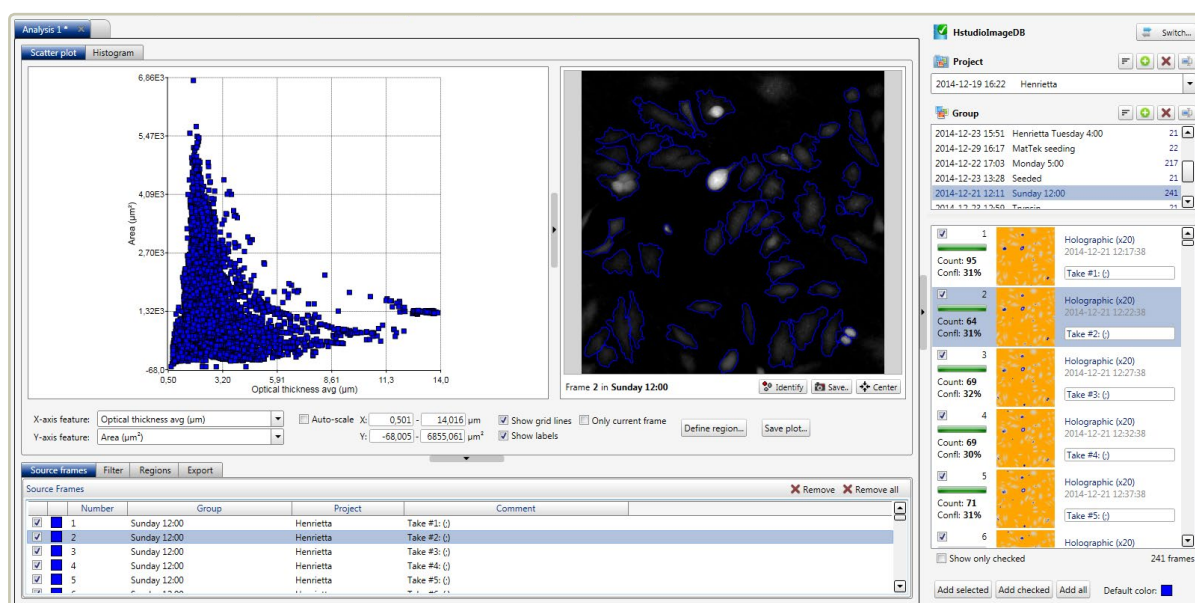 Analysis 1 *
Scatter plot Histogram
6,66E3
5,47E3
4,09E3
2,70E3
1,32E3
-68,0
Area (µm²)
0,50 3,20 5,91 8,61 11,3 14,0
Optical thickness avg (µm)
Frame 2 in Sunday 12:00 Identify Save.. Center
X-axis feature: Optical thickness avg (µm) Auto-scale X: 0,501 - 14,016 µm Show grid lines Only current frame
Y-axis feature: Area (µm²) Y: -68,005 - 6855,061 µm² Show labels
Define region... Save plot...
Source frames Filter Regions Export
Source Frames Remove Remove all
Number Group Project Comment
1 Sunday 12:00 Henrietta Take #1: (;)
2 Sunday 12:00 Henrietta Take #2: (;)
3 Sunday 12:00 Henrietta Take #3: (;)
4 Sunday 12:00 Henrietta Take #4: (;)
5 Sunday 12:00 Henrietta Take #5: (;)
HstudioImageDB Switch...
Project
2014-12-19 16:22 Henrietta
Group
2014-12-23 15:51 Henrietta Tuesday 4:00 21
2014-12-29 16:17 MatTek seeding 22
2014-12-22 17:03 Monday 5:00 217
2014-12-23 13:28 Seeded 21
2014-12-21 12:11 Sunday 12:00 241
2014-12-23 12:59 Trypsin 21
1 Holographic (x20)
2014-12-21 12:17:38
Count: 95
Confl: 31% Take #1: (;)
2 Holographic (x20)
2014-12-21 12:22:38
Count: 64
Confl: 31% Take #2: (;)
3 Holographic (x20)
2014-12-21 12:27:38
Count: 69
Confl: 32% Take #3: (;)
4 Holographic (x20)
2014-12-21 12:32:38
Count: 69
Confl: 30% Take #4: (;)
5 Holographic (x20)
2014-12-21 12:37:38
Count: 71
Confl: 31% Take #5: (;)
6 Holographic (x20)
Show only checked 241 frames
Add selected Add checked Add all Default color: